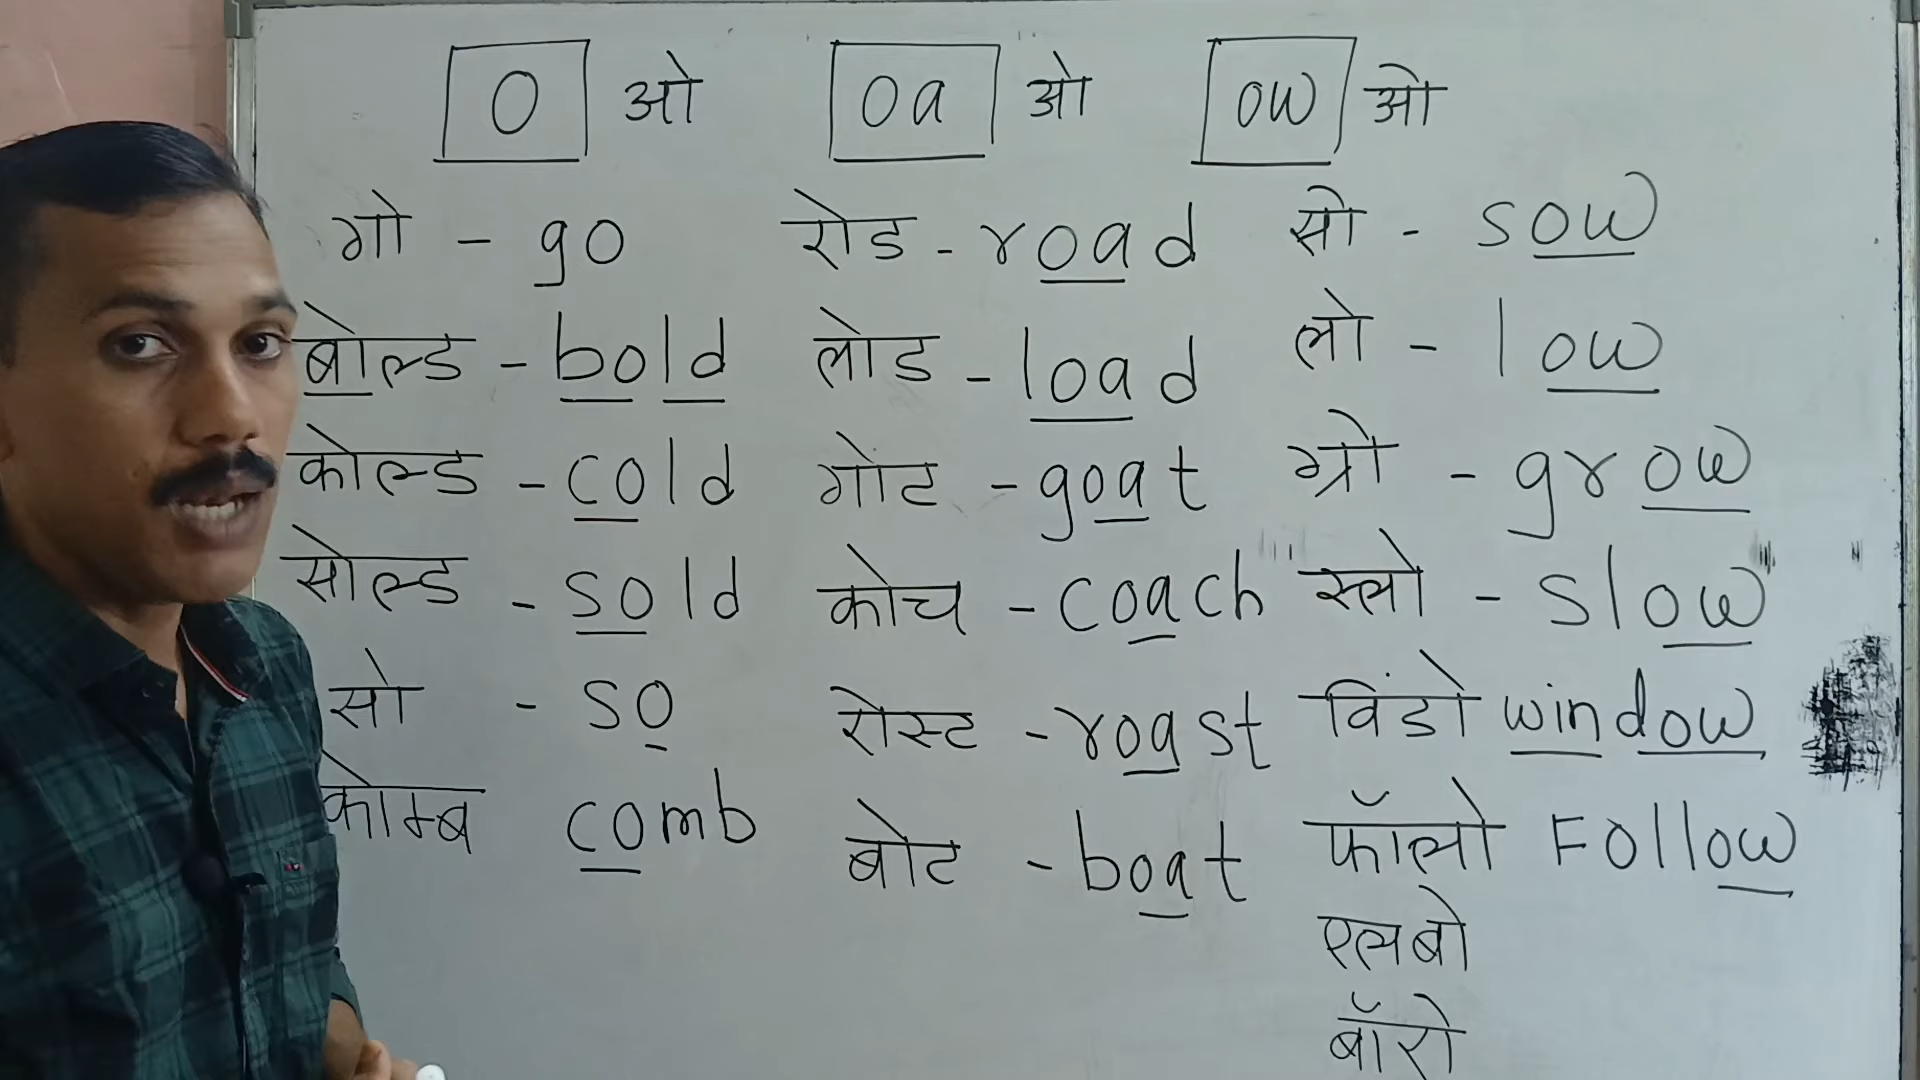 o ओ oa ओ ow ओ
गो - go रोड - road सो - sow
बोल्ड - bold लोड - load लो - low
कोल्ड - cold गोट - goat ग्रो - grow
सोल्ड - sold कोच - coach स्लो - slow
सो - so रोस्ट - roast विंडो window
कोम्ब comb बोट - boat फॉलो Follow
एलबो
बॉरो